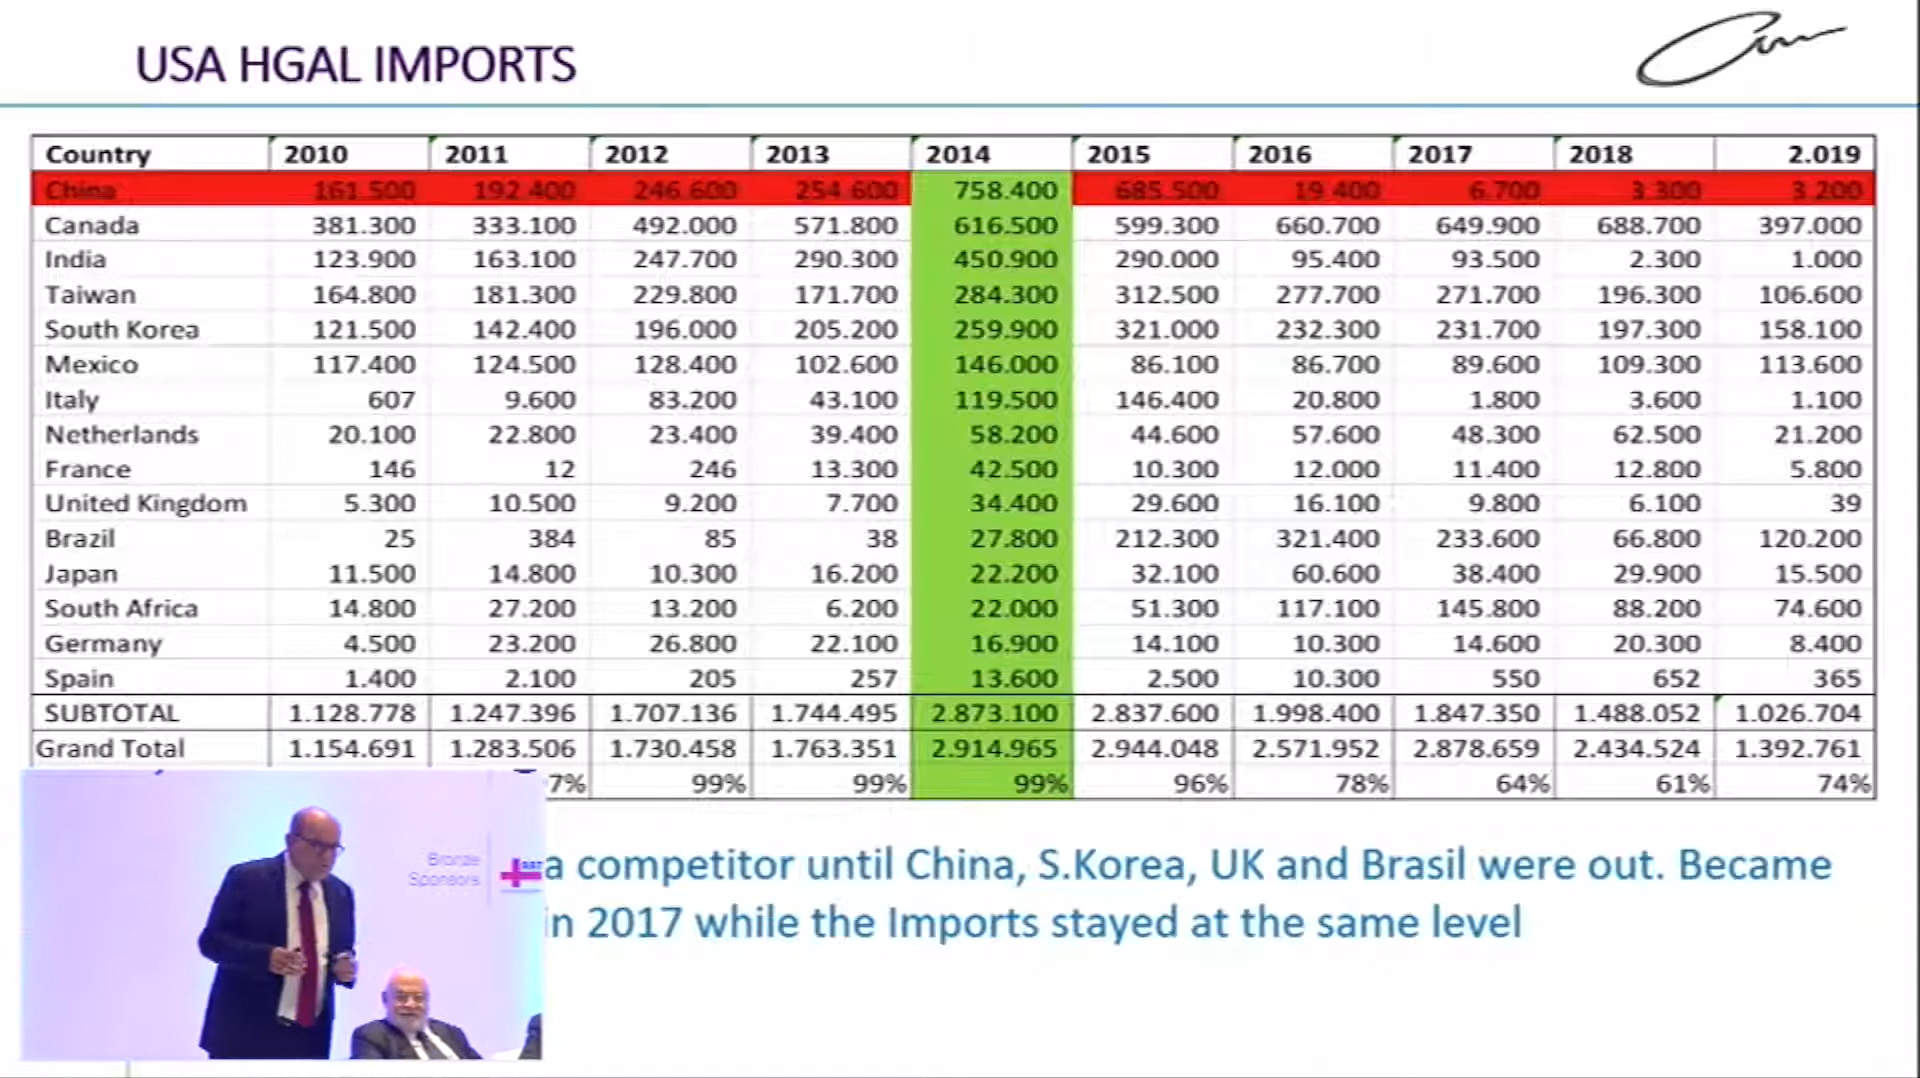 USA HGAL IMPORTS
Country 2010 2011 2012 2013 2014 2015 2016 2017 2018 2.019
China 161.500 192.400 246.600 254.600 758.400 685.500 19.400 6.700 3.300 3.200
Canada 381.300 333.100 492.000 571.800 616.500 599.300 660.700 649.900 688.700 397.000
India 123.900 163.100 247.700 290.300 450.900 290.000 95.400 93.500 2.300 1.000
Taiwan 164.800 181.300 229.800 171.700 284.300 312.500 277.700 271.700 196.300 106.600
South Korea 121.500 142.400 196.000 205.200 259.900 321.000 232.300 231.700 197.300 158.100
Mexico 117.400 124.500 128.400 102.600 146.000 86.100 86.700 89.600 109.300 113.600
Italy 607 9.600 83.200 43.100 119.500 146.400 20.800 1.800 3.600 1.100
Netherlands 20.100 22.800 23.400 39.400 58.200 44.600 57.600 48.300 62.500 21.200
France 146 12 246 13.300 42.500 10.300 12.000 11.400 12.800 5.800
United Kingdom 5.300 10.500 9.200 7.700 34.400 29.600 16.100 9.800 6.100 39
Brazil 25 384 85 38 27.800 212.300 321.400 233.600 66.800 120.200
Japan 11.500 14.800 10.300 16.200 22.200 32.100 60.600 38.400 29.900 15.500
South Africa 14.800 27.200 13.200 6.200 22.000 51.300 117.100 145.800 88.200 74.600
Germany 4.500 23.200 26.800 22.100 16.900 14.100 10.300 14.600 20.300 8.400
Spain 1.400 2.100 205 257 13.600 2.500 10.300 550 652 365
SUBTOTAL 1.128.778 1.247.396 1.707.136 1.744.495 2.873.100 2.837.600 1.998.400 1.847.350 1.488.052 1.026.704
Grand Total 1.154.691 1.283.506 1.730.458 1.763.351 2.914.965 2.944.048 2.571.952 2.878.659 2.434.524 1.392.761
7% 99% 99% 99% 96% 78% 64% 61% 74%
a competitor until China, S.Korea, UK and Brasil were out. Became
in 2017 while the Imports stayed at the same level
Bronze
Sponsors